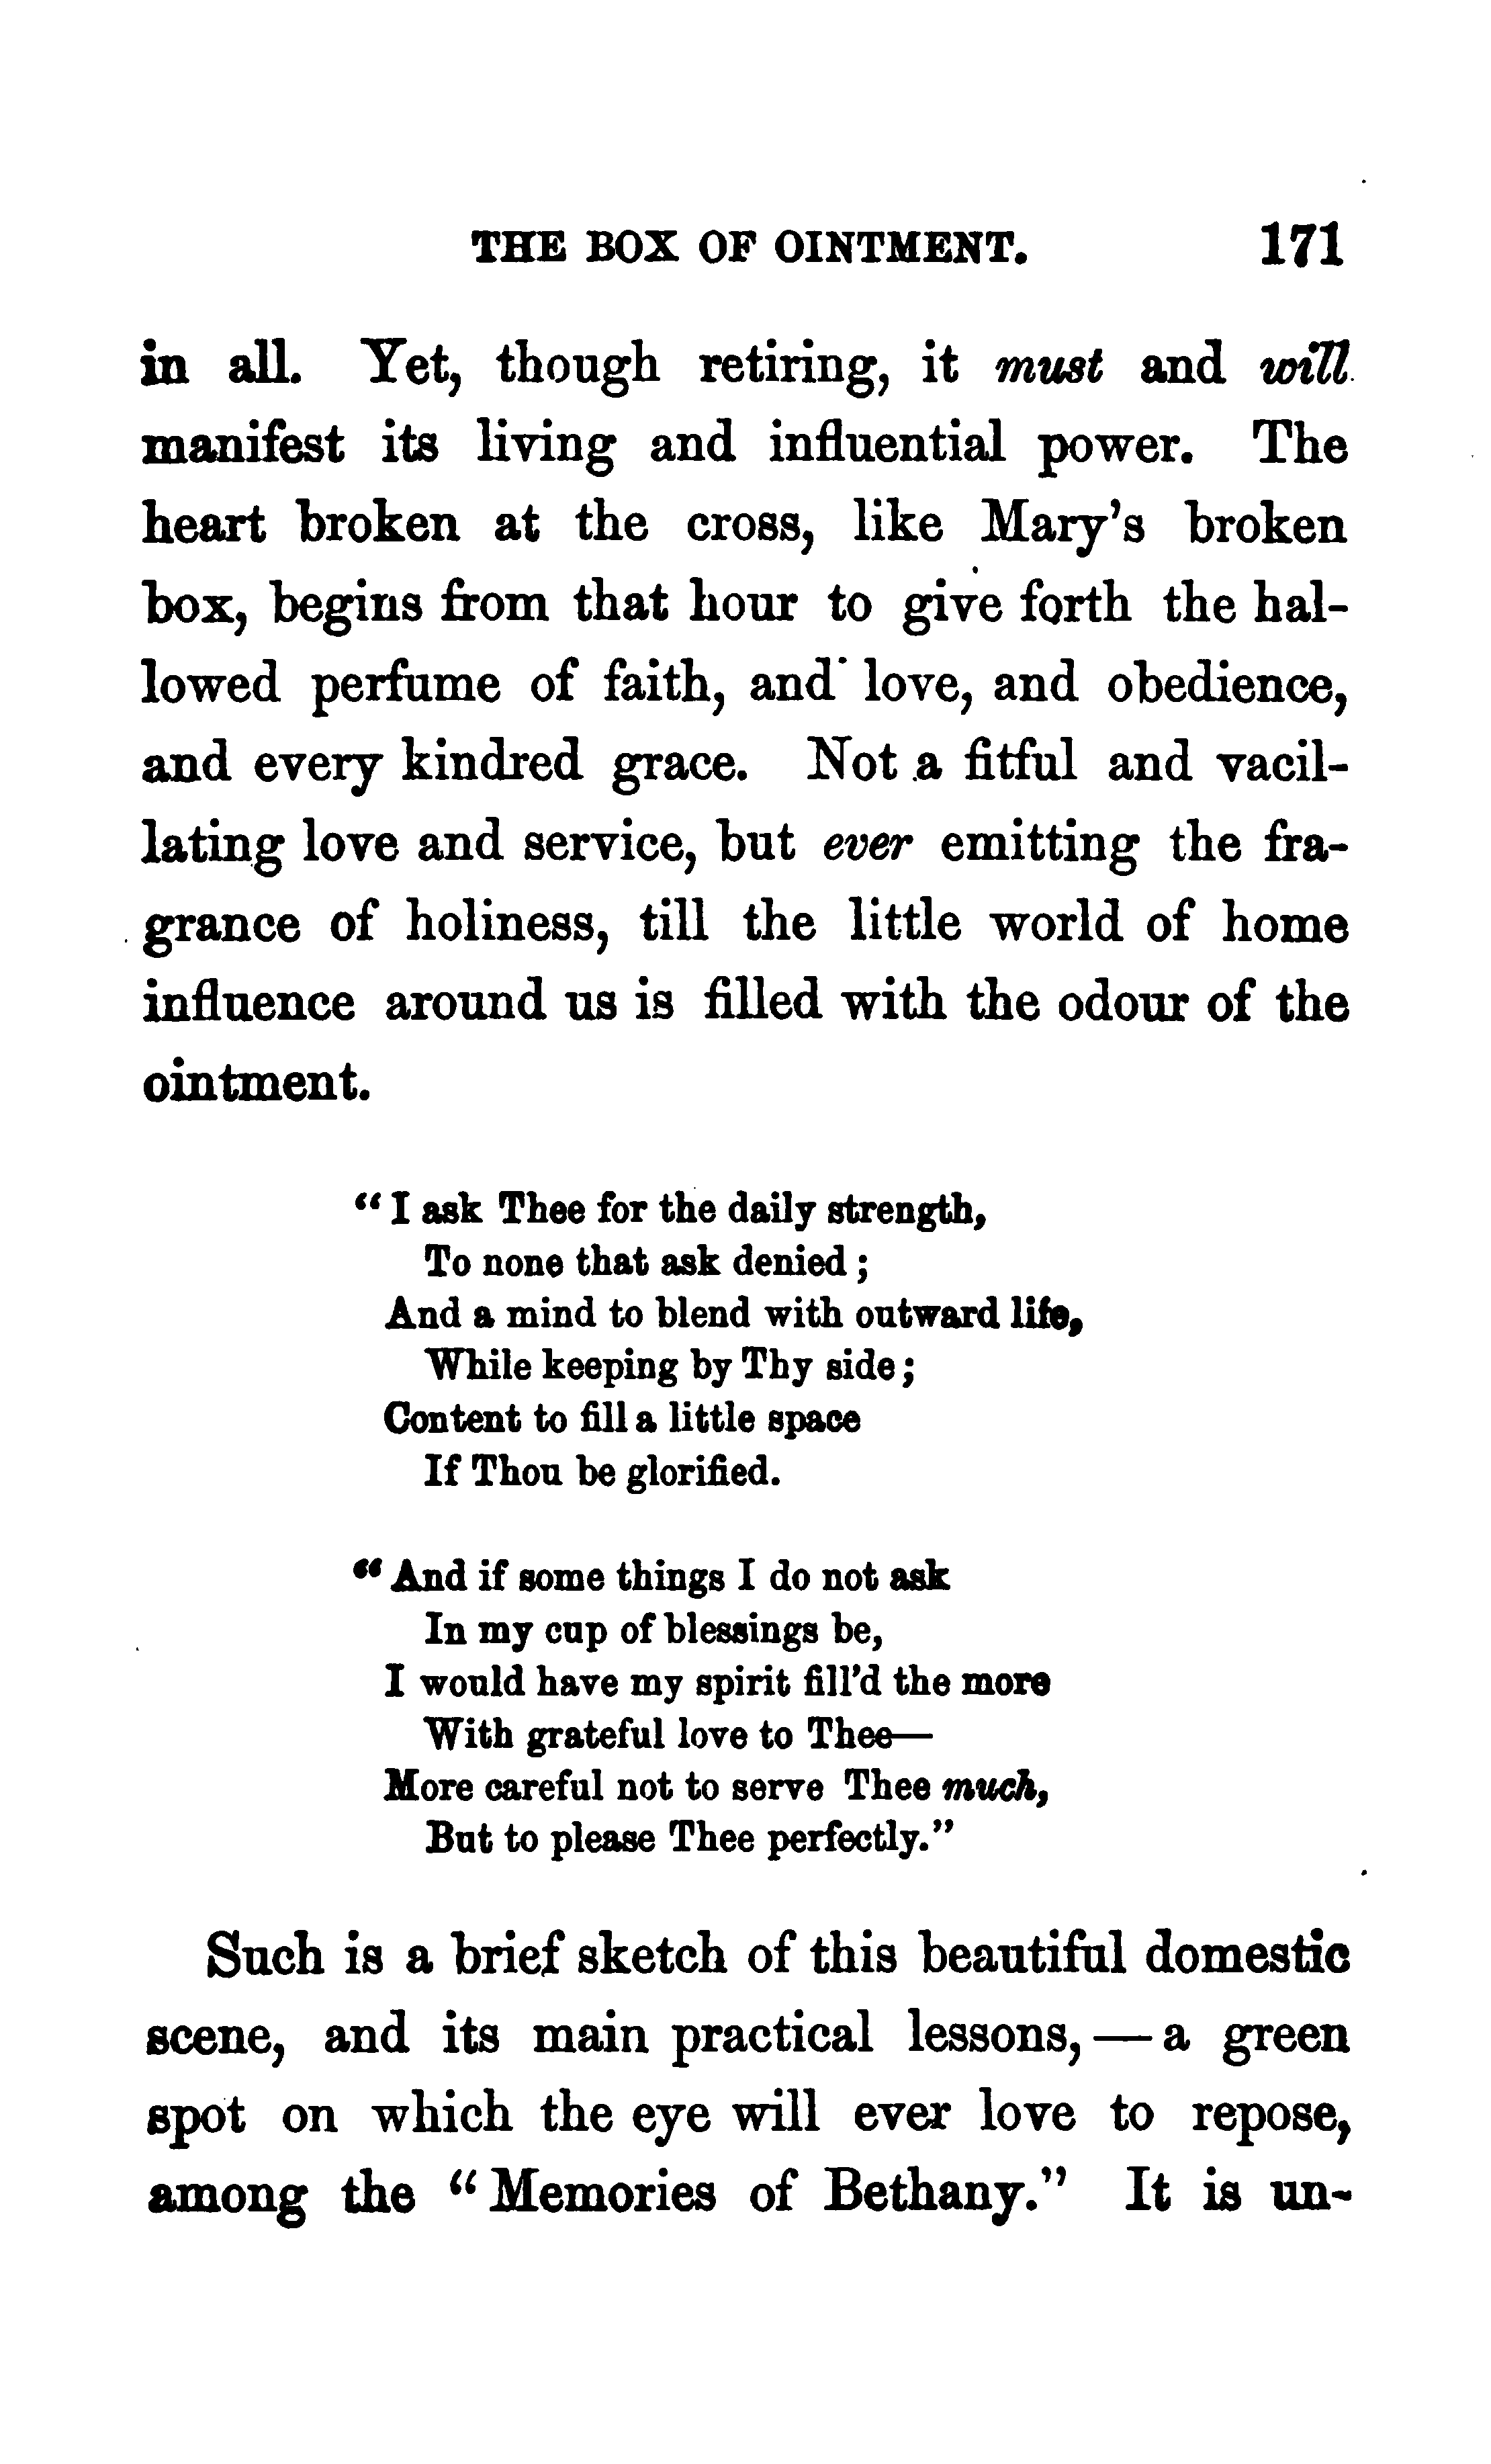 THE BOX OF OINTMENT. 171
in all. Yet, though retiring, it must and will
manifest its living and influential power. The
heart broken at the cross, like Mary's broken
box, begins from that hour to give forth the hal-
lowed perfume of faith, and love, and obedience,
and every kindred grace. Not a fitful and vacil-
lating love and service, but ever emitting the fra-
grance of holiness, till the little world of home
influence around us is filled with the odour of the
ointment.
"I ask Thee for the daily strength,
To none that ask denied;
And a mind to blend with outward life,
While keeping by Thy side;
Content to fill a little space
If Thou be glorified.
"And if some things I do not ask
In my cup of blessings be,
I would have my spirit fill'd the more
With grateful love to Thee—
More careful not to serve Thee much,
But to please Thee perfectly."
Such is a brief sketch of this beautiful domestic
scene, and its main practical lessons,—a green
spot on which the eye will ever love to repose,
among the "Memories of Bethany." It is un-